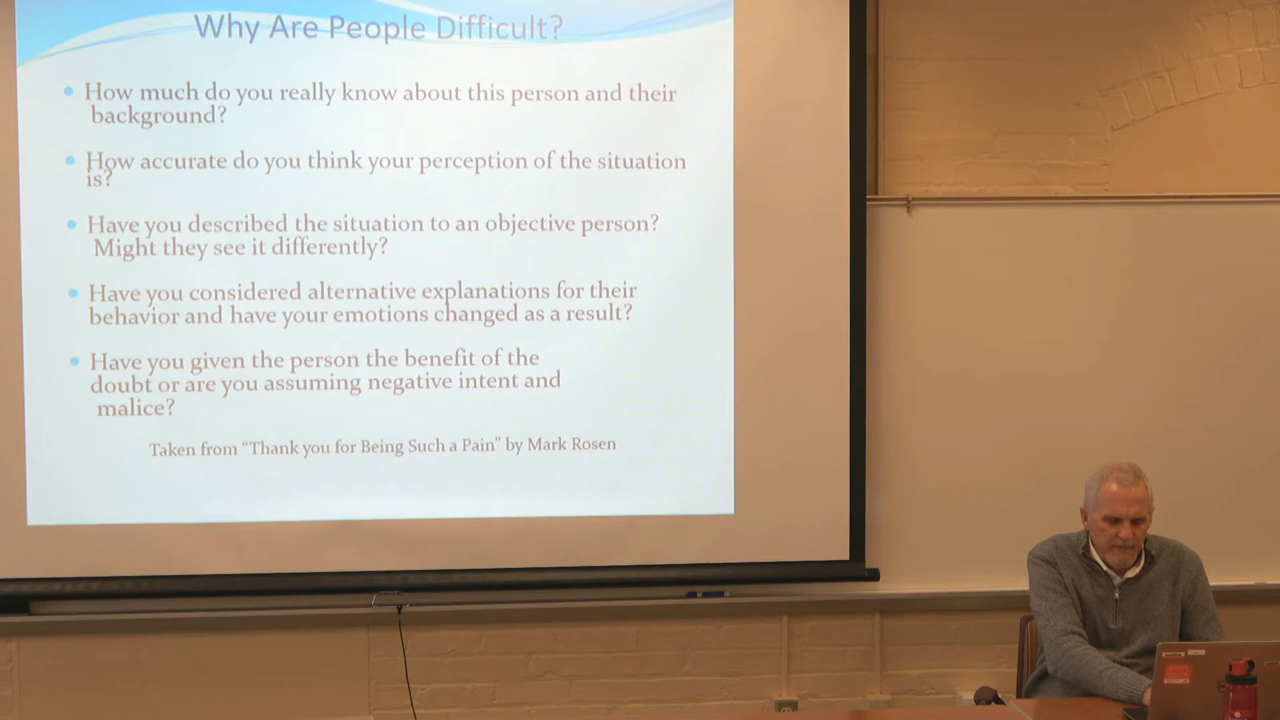 Why Are People Difficult?
How much do you really know about this person and their
background?
How accurate do you think your perception of the situation
is?
Have you described the situation to an objective person?
Might they see it differently?
Have you considered alternative explanations for their
behavior and have your emotions changed as a result?
Have you given the person the benefit of the
doubt or are you assuming negative intent and
malice?
Taken from “Thank you for Being Such a Pain” by Mark Rosen